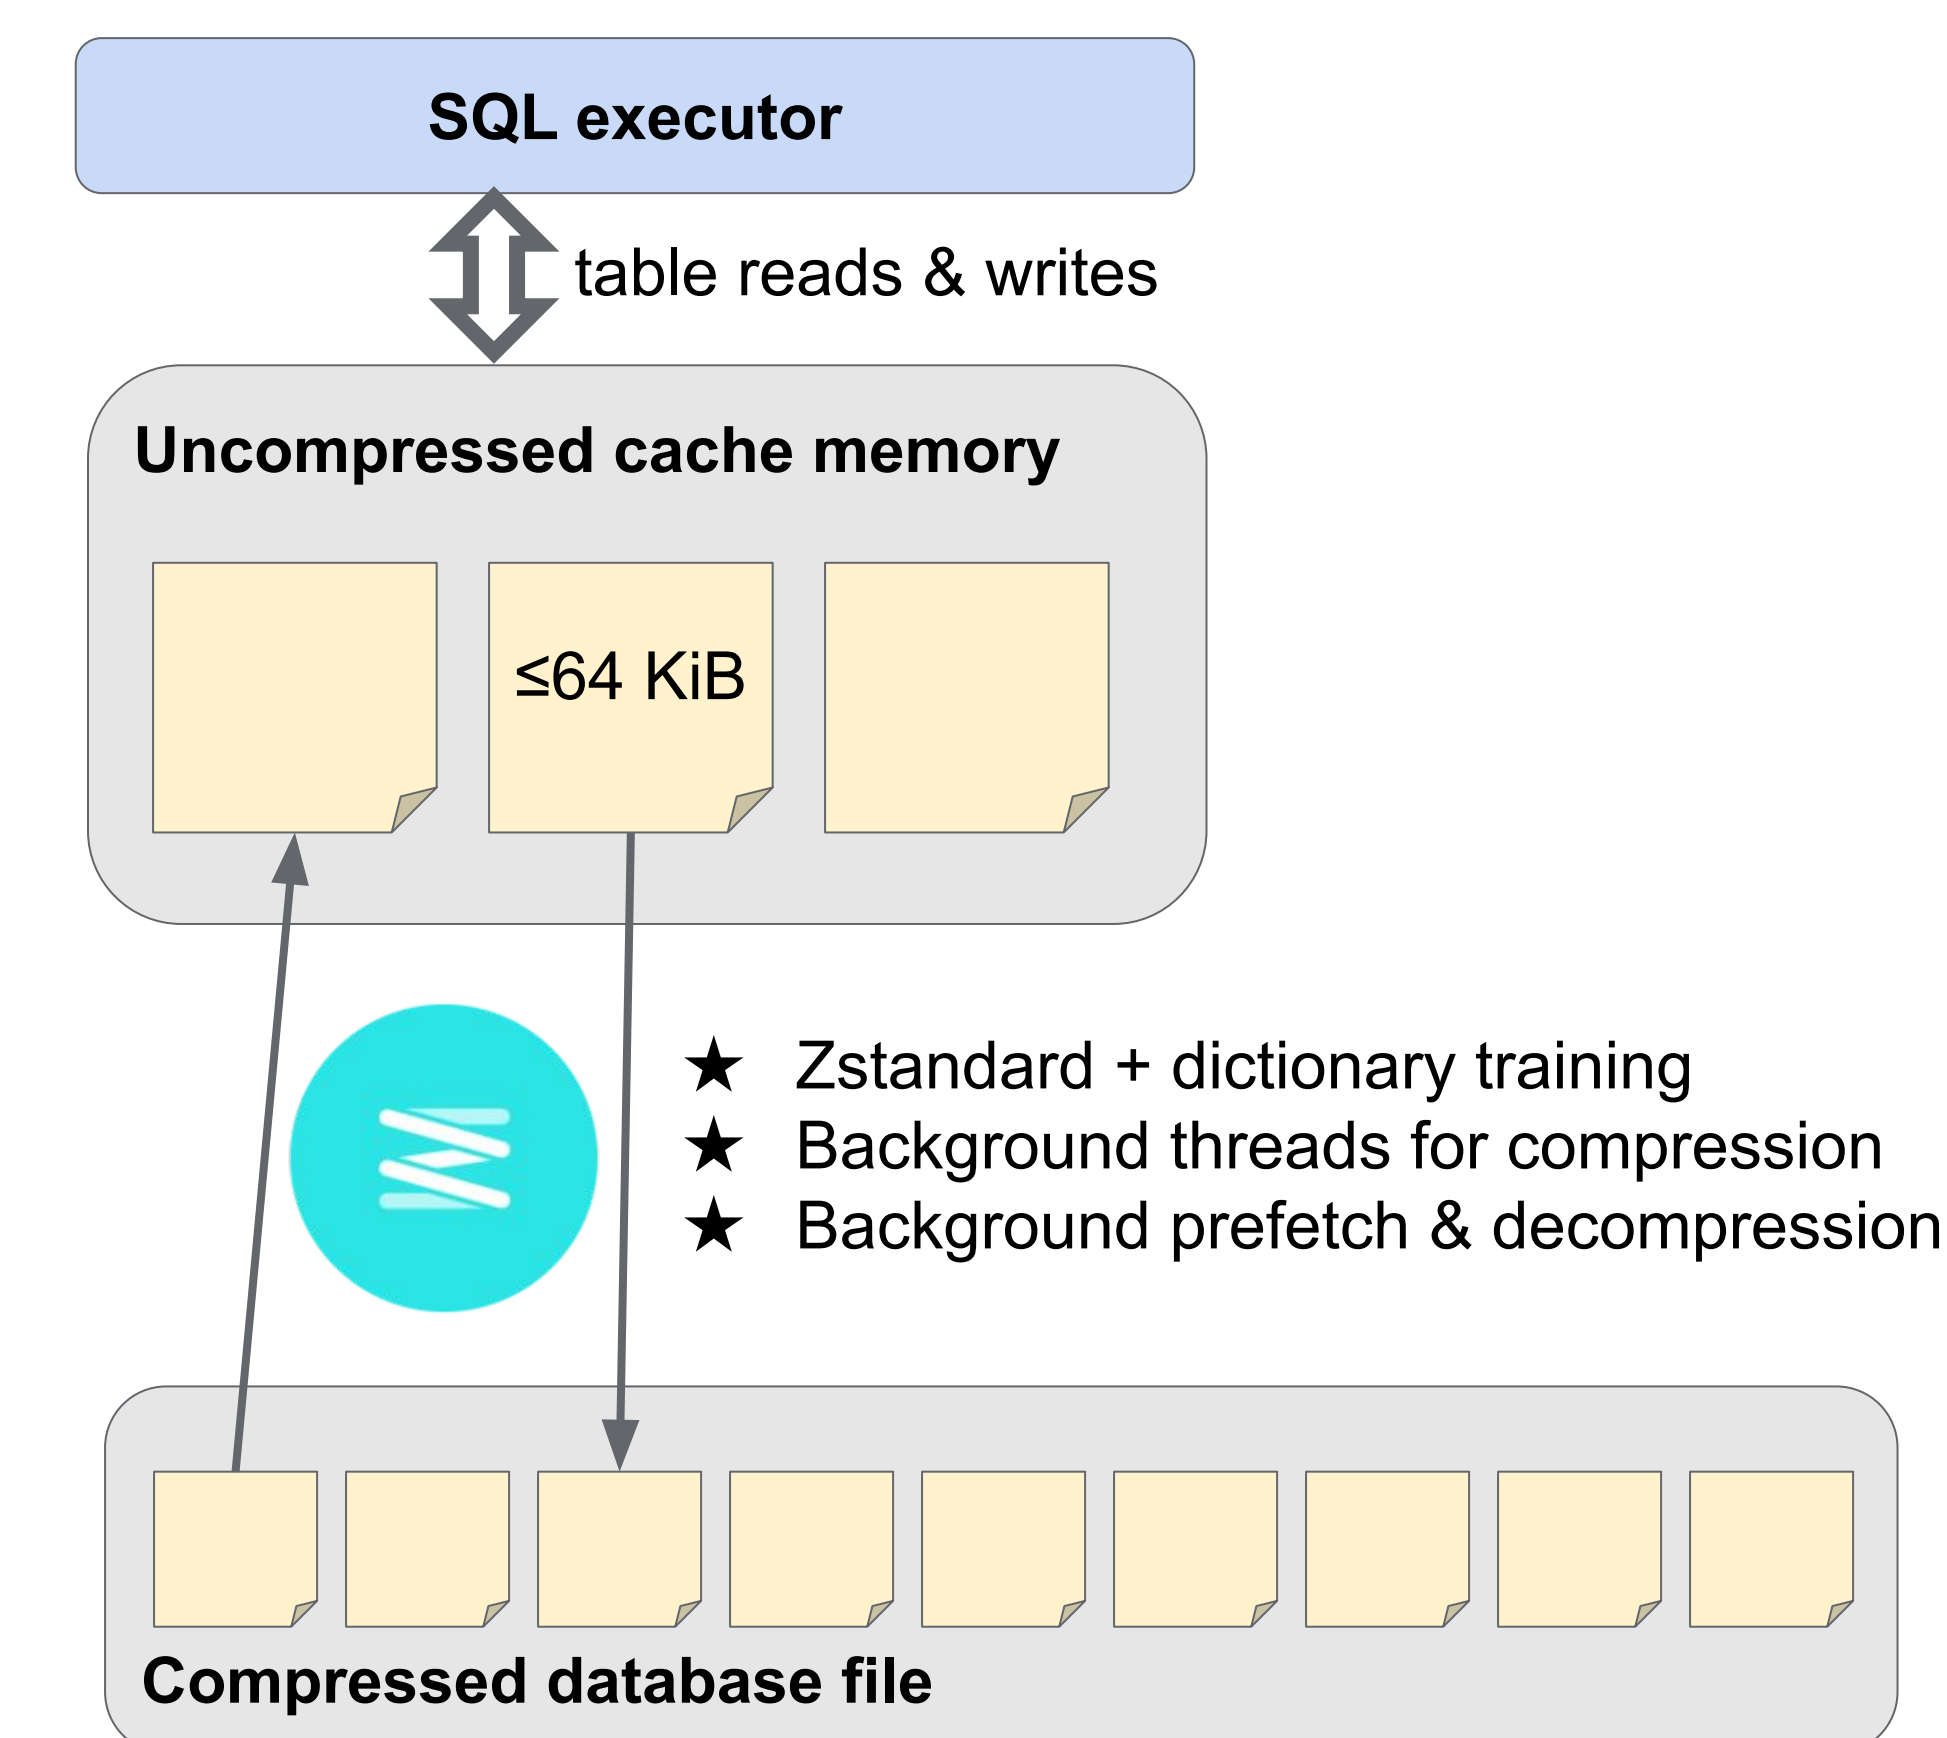 SQL executor
table reads & writes
Uncompressed cache memory
≤64 KiB
★ Zstandard + dictionary training
★ Background threads for compression
★ Background prefetch & decompression
Compressed database file